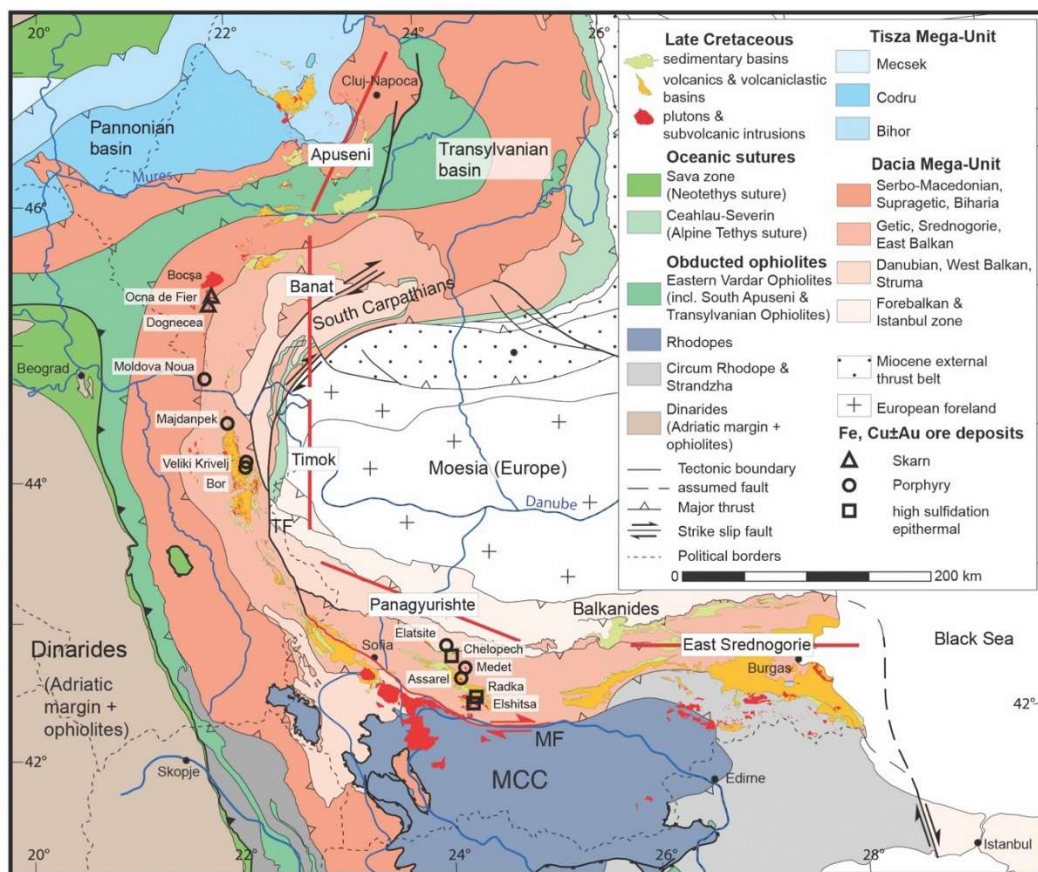 20°
22°
24°
26°
Cluj-Napoca
Pannonian
basin
Apuseni
Transylvanian
basin
Mures
46°
Bocșa
Ocna de Fier
Dognecea
Banat
South Carpathians
Beograd
Moldova Noua
Majdanpek
Veliki Krivelj
Bor
Timok
Moesia (Europe)
44°
Danube
TF
Panagyurishte
Balkanides
Elatsite
Chelopech
Sofia
Medet
Assarel
Radka
Elshitsa
East Srednogorie
Burgas
Black Sea
Dinarides
(Adriatic
margin +
ophiolites)
42°
MF
MCC
42°
Skopje
Edirne
Istanbul
20°
22°
24°
26°
28°
Late Cretaceous
sedimentary basins
volcanics & volcaniclastic
basins
plutons &
subvolcanic intrusions
Oceanic sutures
Sava zone
(Neotethys suture)
Ceahlau-Severin
(Alpine Tethys suture)
Obducted ophiolites
Eastern Vardar Ophiolites
(incl. South Apuseni &
Transylvanian Ophiolites)
Rhodopes
Circum Rhodope &
Strandzha
Dinarides
(Adriatic margin +
ophiolites)
Tectonic boundary
assumed fault
Major thrust
Strike slip fault
Political borders
Tisza Mega-Unit
Mecsek
Codru
Bihor
Dacia Mega-Unit
Serbo-Macedonian,
Supragetic, Biharia
Getic, Srednogorie,
East Balkan
Danubian, West Balkan,
Struma
Forebalkan &
Istanbul zone
Miocene external
thrust belt
European foreland
Fe, Cu±Au ore deposits
Skarn
Porphyry
high sulfidation
epithermal
0
200 km